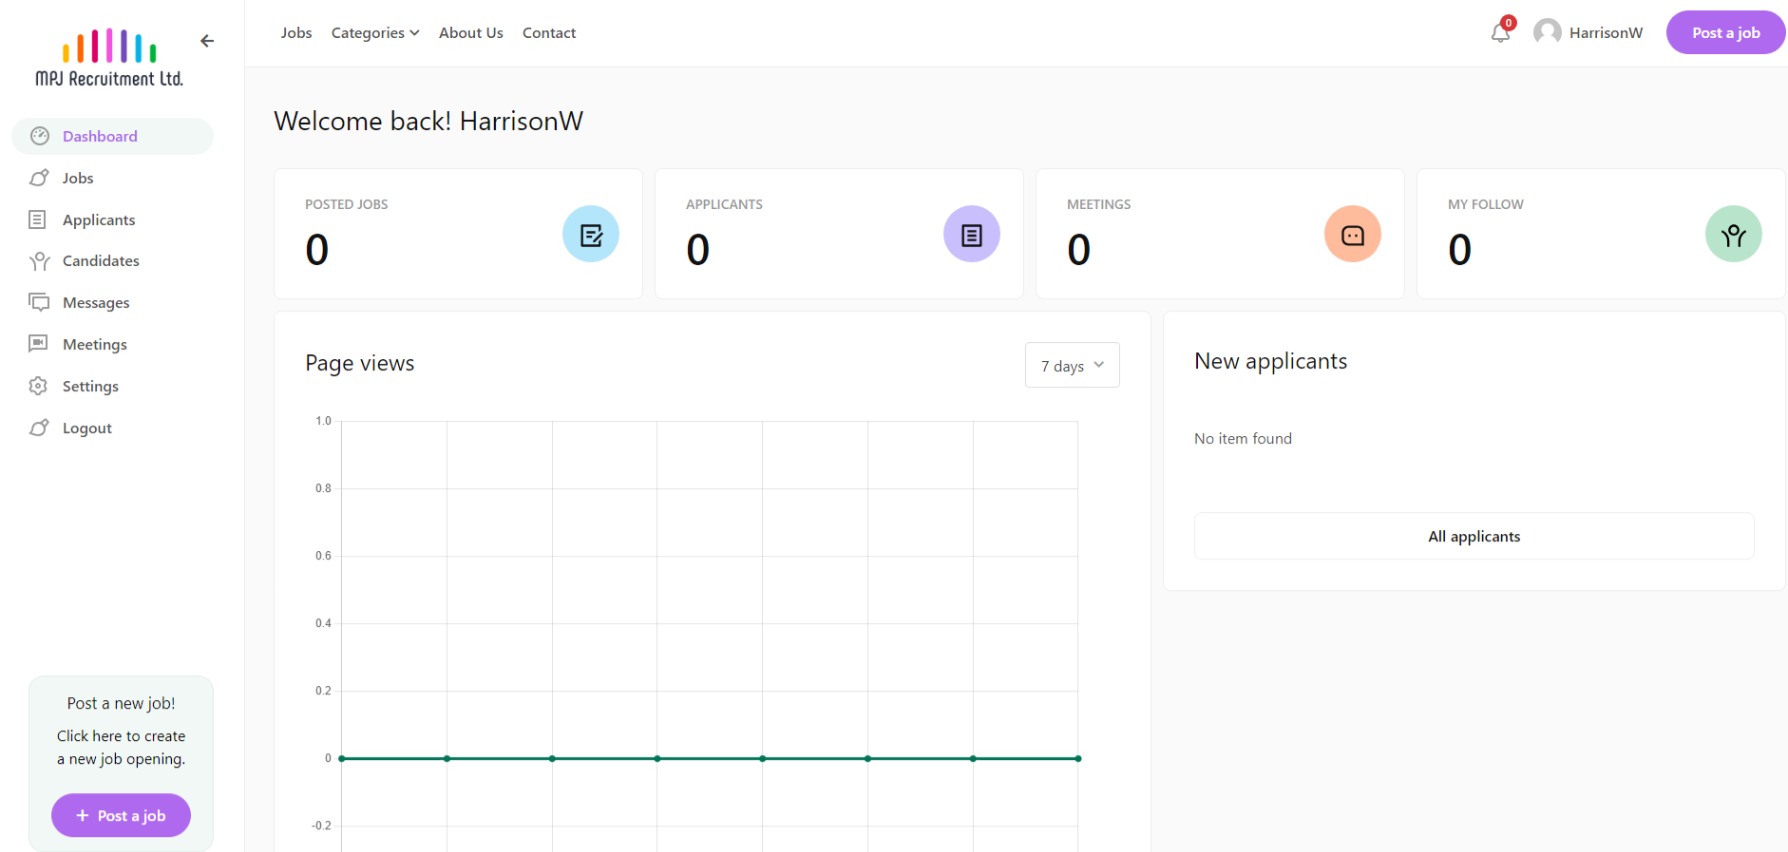 MPJ Recruitment Ltd.
Dashboard
Jobs
Applicants
Candidates
Messages
Meetings
Settings
Logout
Post a new job!
Click here to create
a new job opening.
+ Post a job
Jobs Categories About Us Contact
0 HarrisonW Post a job
Welcome back! HarrisonW
POSTED JOBS
0
APPLICANTS
0
MEETINGS
0
MY FOLLOW
0
Page views
7 days
1.0
0.8
0.6
0.4
0.2
0
-0.2
New applicants
No item found
All applicants